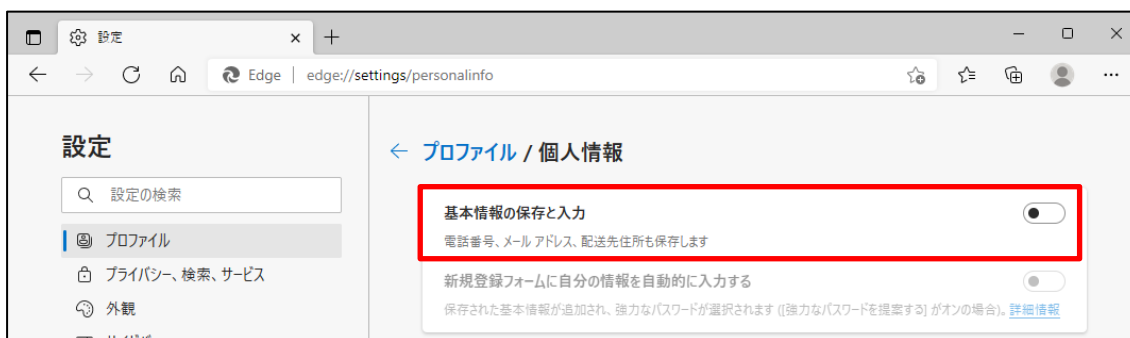 設定
Edge | edge://settings/personalinfo
設定
設定の検索
プロファイル
プライバシー、検索、サービス
外観
プロファイル / 個人情報
基本情報の保存と入力
電話番号、メール アドレス、配送先住所も保存します
新規登録フォームに自分の情報を自動的に入力する
保存された基本情報が追加され、強力なパスワードが選択されます ([強力なパスワードを提案する] がオンの場合)。詳細情報